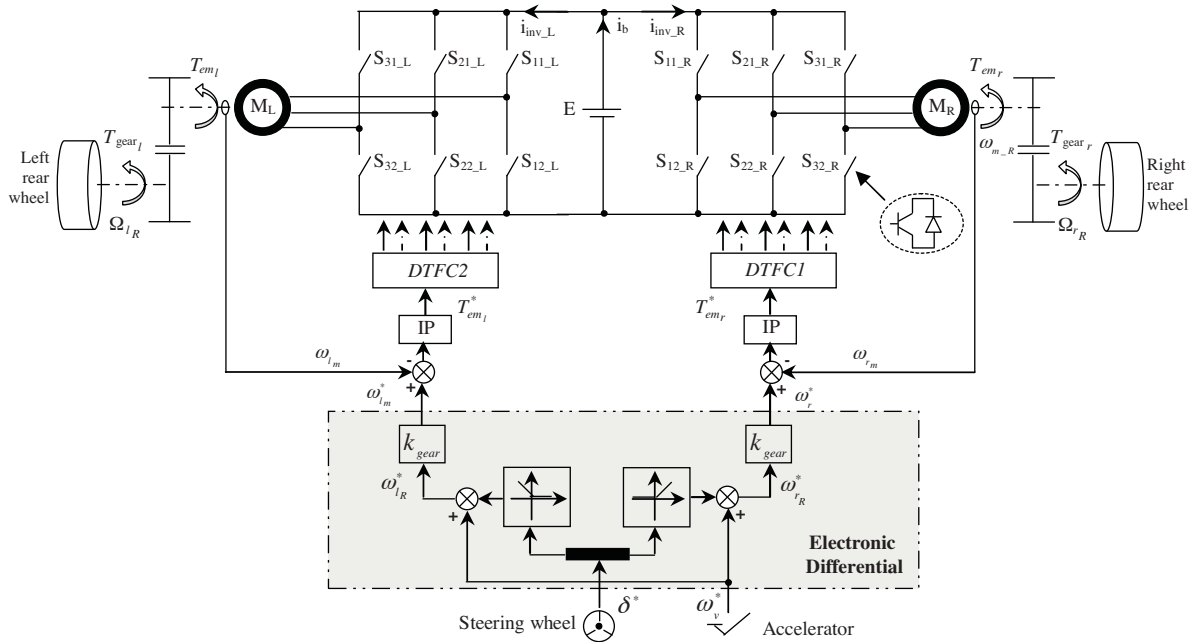 i_inv_L
i_b
i_inv_R
S_31_L
S_21_L
S_11_L
S_11_R
S_21_R
S_31_R
T_em_l
M_L
E
M_R
T_em_r
ω_m_R
T_gear_l
T_gear_r
Left
rear
wheel
Right
rear
wheel
S_32_L
S_22_L
S_12_L
S_12_R
S_22_R
S_32_R
Ω_l_R
Ω_r_R
DTFC2
DTFC1
T*_em_l
T*_em_r
IP
IP
ω_l_m
-
-
ω_r_m
+
+
ω*_l_m
ω*_r
k_gear
k_gear
ω*_l_R
ω*_r_R
+
+
+
Electronic
Differential
Steering wheel
δ*
ω*_v
Accelerator